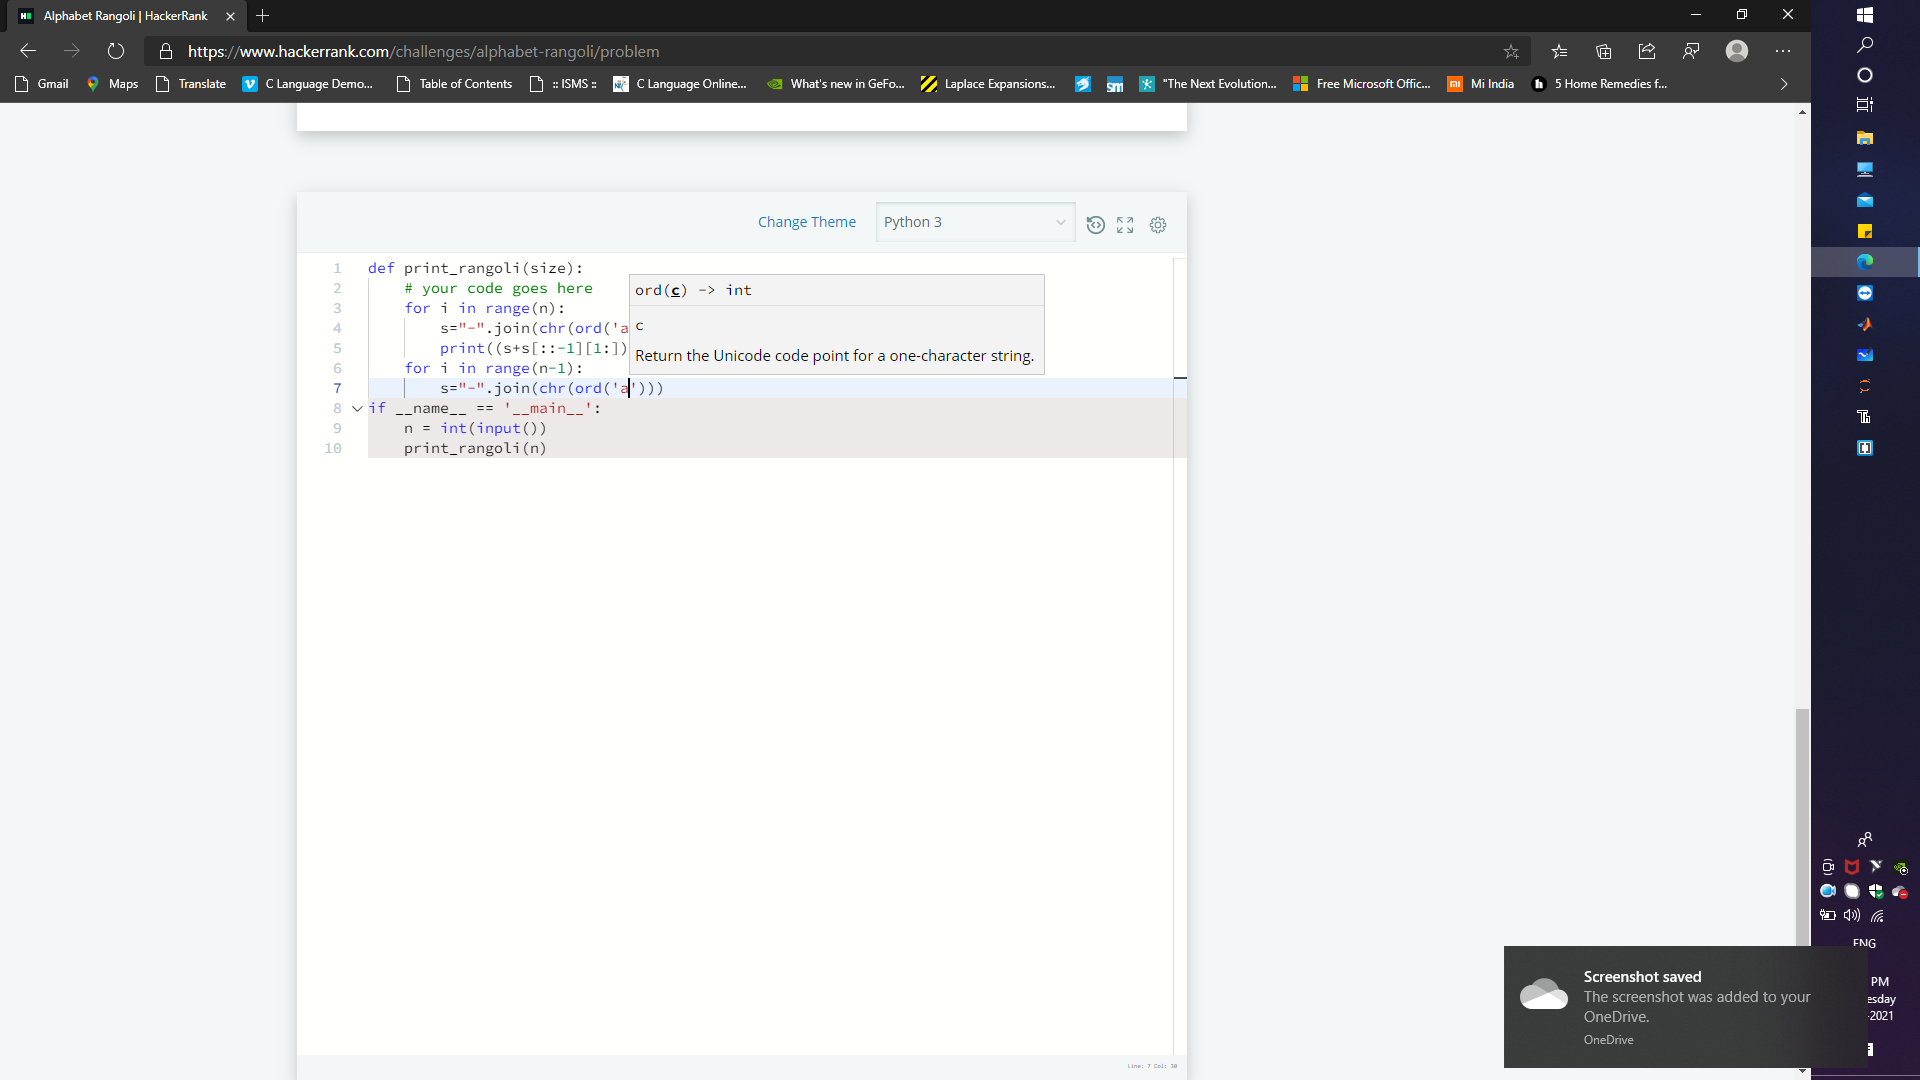 Alphabet Rangoli | HackerRank
https://www.hackerrank.com/challenges/alphabet-rangoli/problem
Gmail Maps Translate C Language Demo... Table of Contents :: ISMS :: C Language Online... What's new in GeFo... Laplace Expansions... sm "The Next Evolution... Free Microsoft Offic... Mi India 5 Home Remedies f...
Change Theme Python 3
1 def print_rangoli(size):
2 # your code goes here
3 for i in range(n):
4 s="-".join(chr(ord('a
5 print((s+s[::-1][1:])
6 for i in range(n-1):
7 s="-".join(chr(ord('a')))
8 if __name__ == '__main__':
9 n = int(input())
10 print_rangoli(n)
ord(c) -> int
c
Return the Unicode code point for a one-character string.
Line: 7 Col: 30
ENG
PM
esday
-2021
Screenshot saved
The screenshot was added to your
OneDrive.
OneDrive